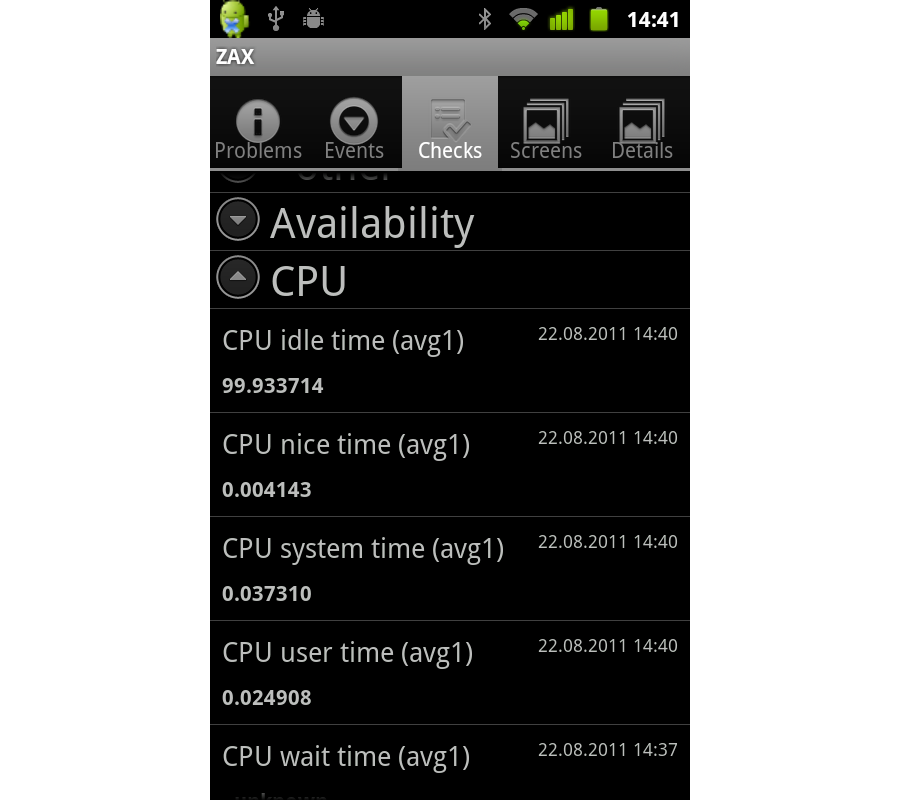 14:41
ZAX
Problems Events Checks Screens Details
Availability
CPU
CPU idle time (avg1) 22.08.2011 14:40
99.933714
CPU nice time (avg1) 22.08.2011 14:40
0.004143
CPU system time (avg1) 22.08.2011 14:40
0.037310
CPU user time (avg1) 22.08.2011 14:40
0.024908
CPU wait time (avg1) 22.08.2011 14:37